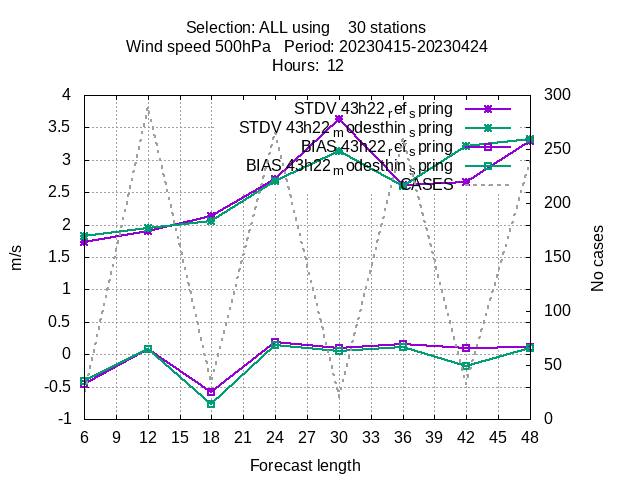 Selection: ALL using 30 stations
Wind speed 500hPa Period: 20230415-20230424
Hours: 12
4 300
STDV 43h22_ref_spring
3.5
STDV 43h22_modesthin_spring
250
BIAS 43h22_ref_spring
3
BIAS 43h22_modesthin_spring
CASES
2.5
200
2
1.5 150
1
100
0.5
0
50
-0.5
-1 0
6 9 12 15 18 21 24 27 30 33 36 39 42 45 48
m/s
No cases
Forecast length